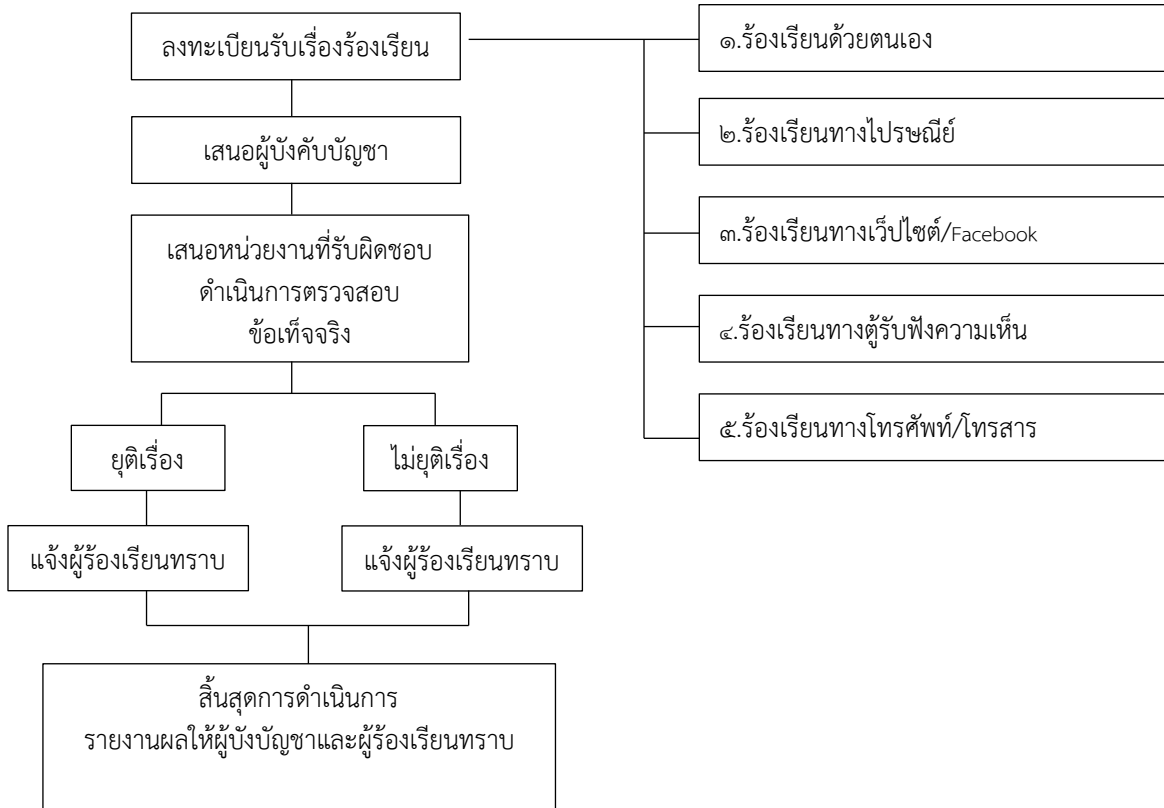 ลงทะเบียนรับเรื่องร้องเรียน
เสนอผู้บังคับบัญชา
เสนอหน่วยงานที่รับผิดชอบ
ดำเนินการตรวจสอบ
ข้อเท็จจริง
ยุติเรื่อง
ไม่ยุติเรื่อง
แจ้งผู้ร้องเรียนทราบ
แจ้งผู้ร้องเรียนทราบ
สิ้นสุดการดำเนินการ
รายงานผลให้ผู้บังบัญชาและผู้ร้องเรียนทราบ
๑.ร้องเรียนด้วยตนเอง
๒.ร้องเรียนทางไปรษณีย์
๓.ร้องเรียนทางเว็ปไซต์/Facebook
๔.ร้องเรียนทางตู้รับฟังความเห็น
๕.ร้องเรียนทางโทรศัพท์/โทรสาร